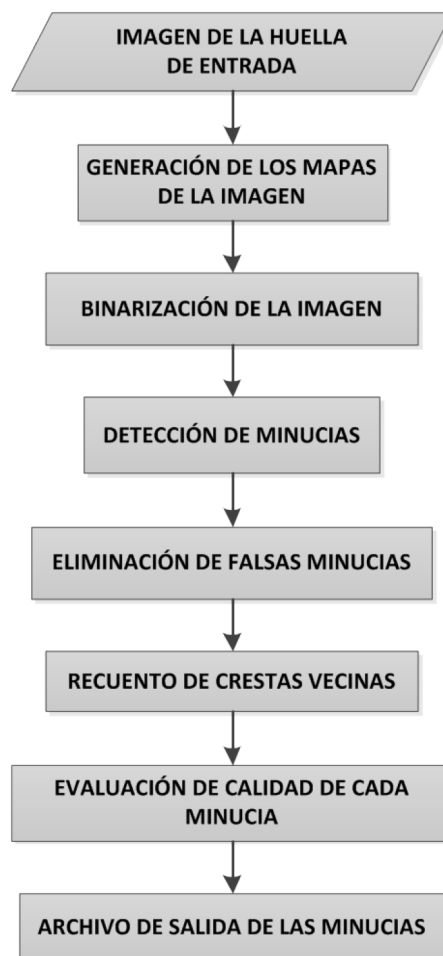 IMAGEN DE LA HUELLA
DE ENTRADA
GENERACIÓN DE LOS MAPAS
DE LA IMAGEN
BINARIZACIÓN DE LA IMAGEN
DETECCIÓN DE MINUCIAS
ELIMINACIÓN DE FALSAS MINUCIAS
RECUENTO DE CRESTAS VECINAS
EVALUACIÓN DE CALIDAD DE CADA
MINUCIA
ARCHIVO DE SALIDA DE LAS MINUCIAS